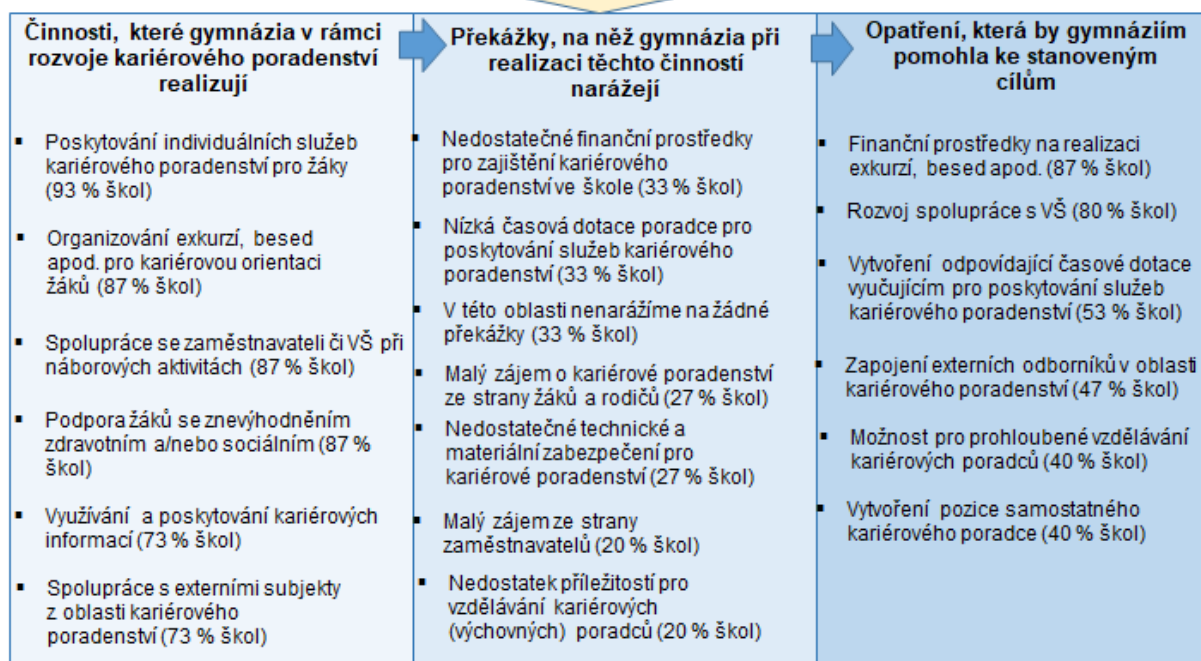 Činnosti, které gymnázia v rámci
rozvoje kariérového poradenství
realizují
▪ Poskytování individuálních služeb
kariérového poradenství pro žáky
(93 % škol)
▪ Organizování exkurzí, besed
apod. pro kariérovou orientaci
žáků (87 % škol)
▪ Spolupráce se zaměstnavateli či VŠ při
náborových aktivitách (87 % škol)
▪ Podpora žáků se znevýhodněním
zdravotním a/nebo sociálním (87 %
škol)
▪ Využívání a poskytování kariérových
informací (73 % škol)
▪ Spolupráce s externími subjekty
z oblasti kariérového
poradenství (73 % škol)
Překážky, na něž gymnázia při
realizaci těchto činností
narážejí
▪ Nedostatečné finanční prostředky
pro zajištění kariérového
poradenství ve škole (33 % škol)
▪ Nízká časová dotace poradce pro
poskytování služeb kariérového
poradenství (33 % škol)
▪ V této oblasti nenarážíme na žádné
překážky (33 % škol)
▪ Malý zájem o kariérové poradenství
ze strany žáků a rodičů (27 % škol)
▪ Nedostatečné technické a
materiální zabezpečení pro
kariérové poradenství (27 % škol)
▪ Malý zájem ze strany
zaměstnavatelů (20 % škol)
▪ Nedostatek příležitostí pro
vzdělávání kariérových
(výchovných) poradců (20 % škol)
Opatření, která by gymnáziím
pomohla ke stanoveným
cílům
▪ Finanční prostředky na realizaci
exkurzí, besed apod. (87 % škol)
▪ Rozvoj spolupráce s VŠ (80 % škol)
▪ Vytvoření odpovídající časové dotace
vyučujícím pro poskytování služeb
kariérového poradenství (53 % škol)
▪ Zapojení externích odborníků v oblasti
kariérového poradenství (47 % škol)
▪ Možnost pro prohloubené vzdělávání
kariérových poradců (40 % škol)
▪ Vytvoření pozice samostatného
kariérového poradce (40 % škol)